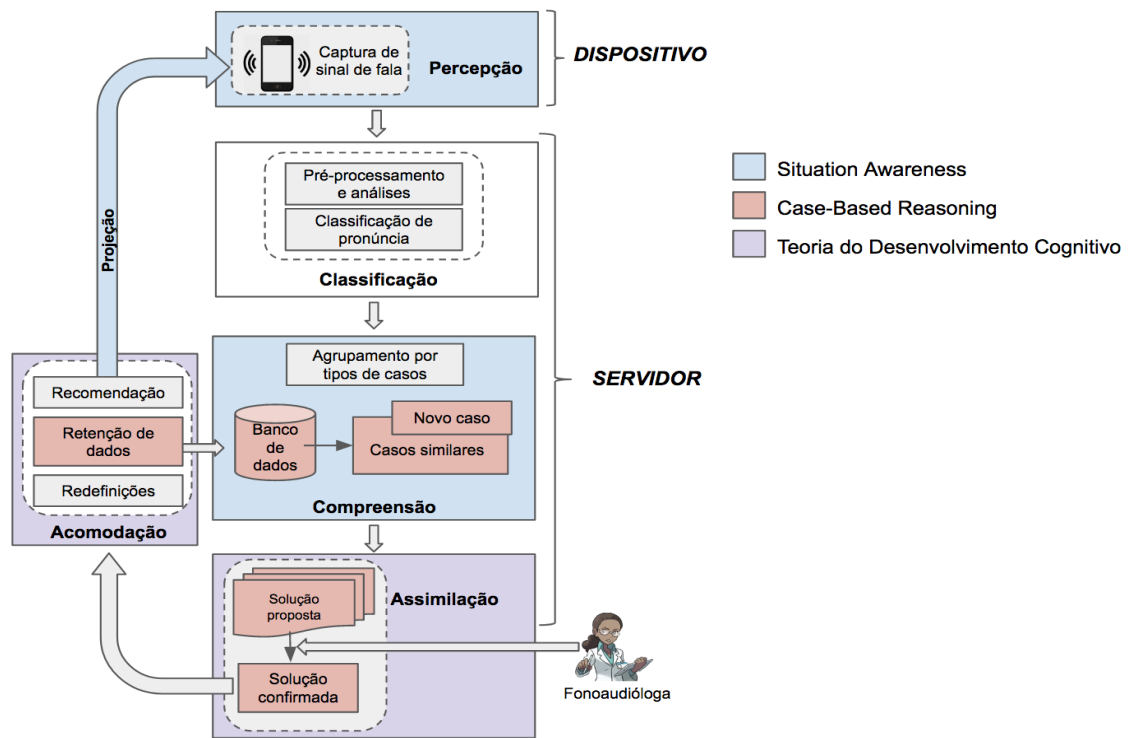 Captura de
sinal de fala
Percepção
DISPOSITIVO
Pré-processamento
e análises
Classificação de
pronúncia
Classificação
Situation Awareness
Case-Based Reasoning
Teoria do Desenvolvimento Cognitivo
Projeção
Agrupamento por
tipos de casos
SERVIDOR
Recomendação
Retenção de
dados
Redefinições
Acomodação
Banco
de
dados
Novo caso
Casos similares
Compreensão
Solução
proposta
Assimilação
Solução
confirmada
Fonoaudióloga